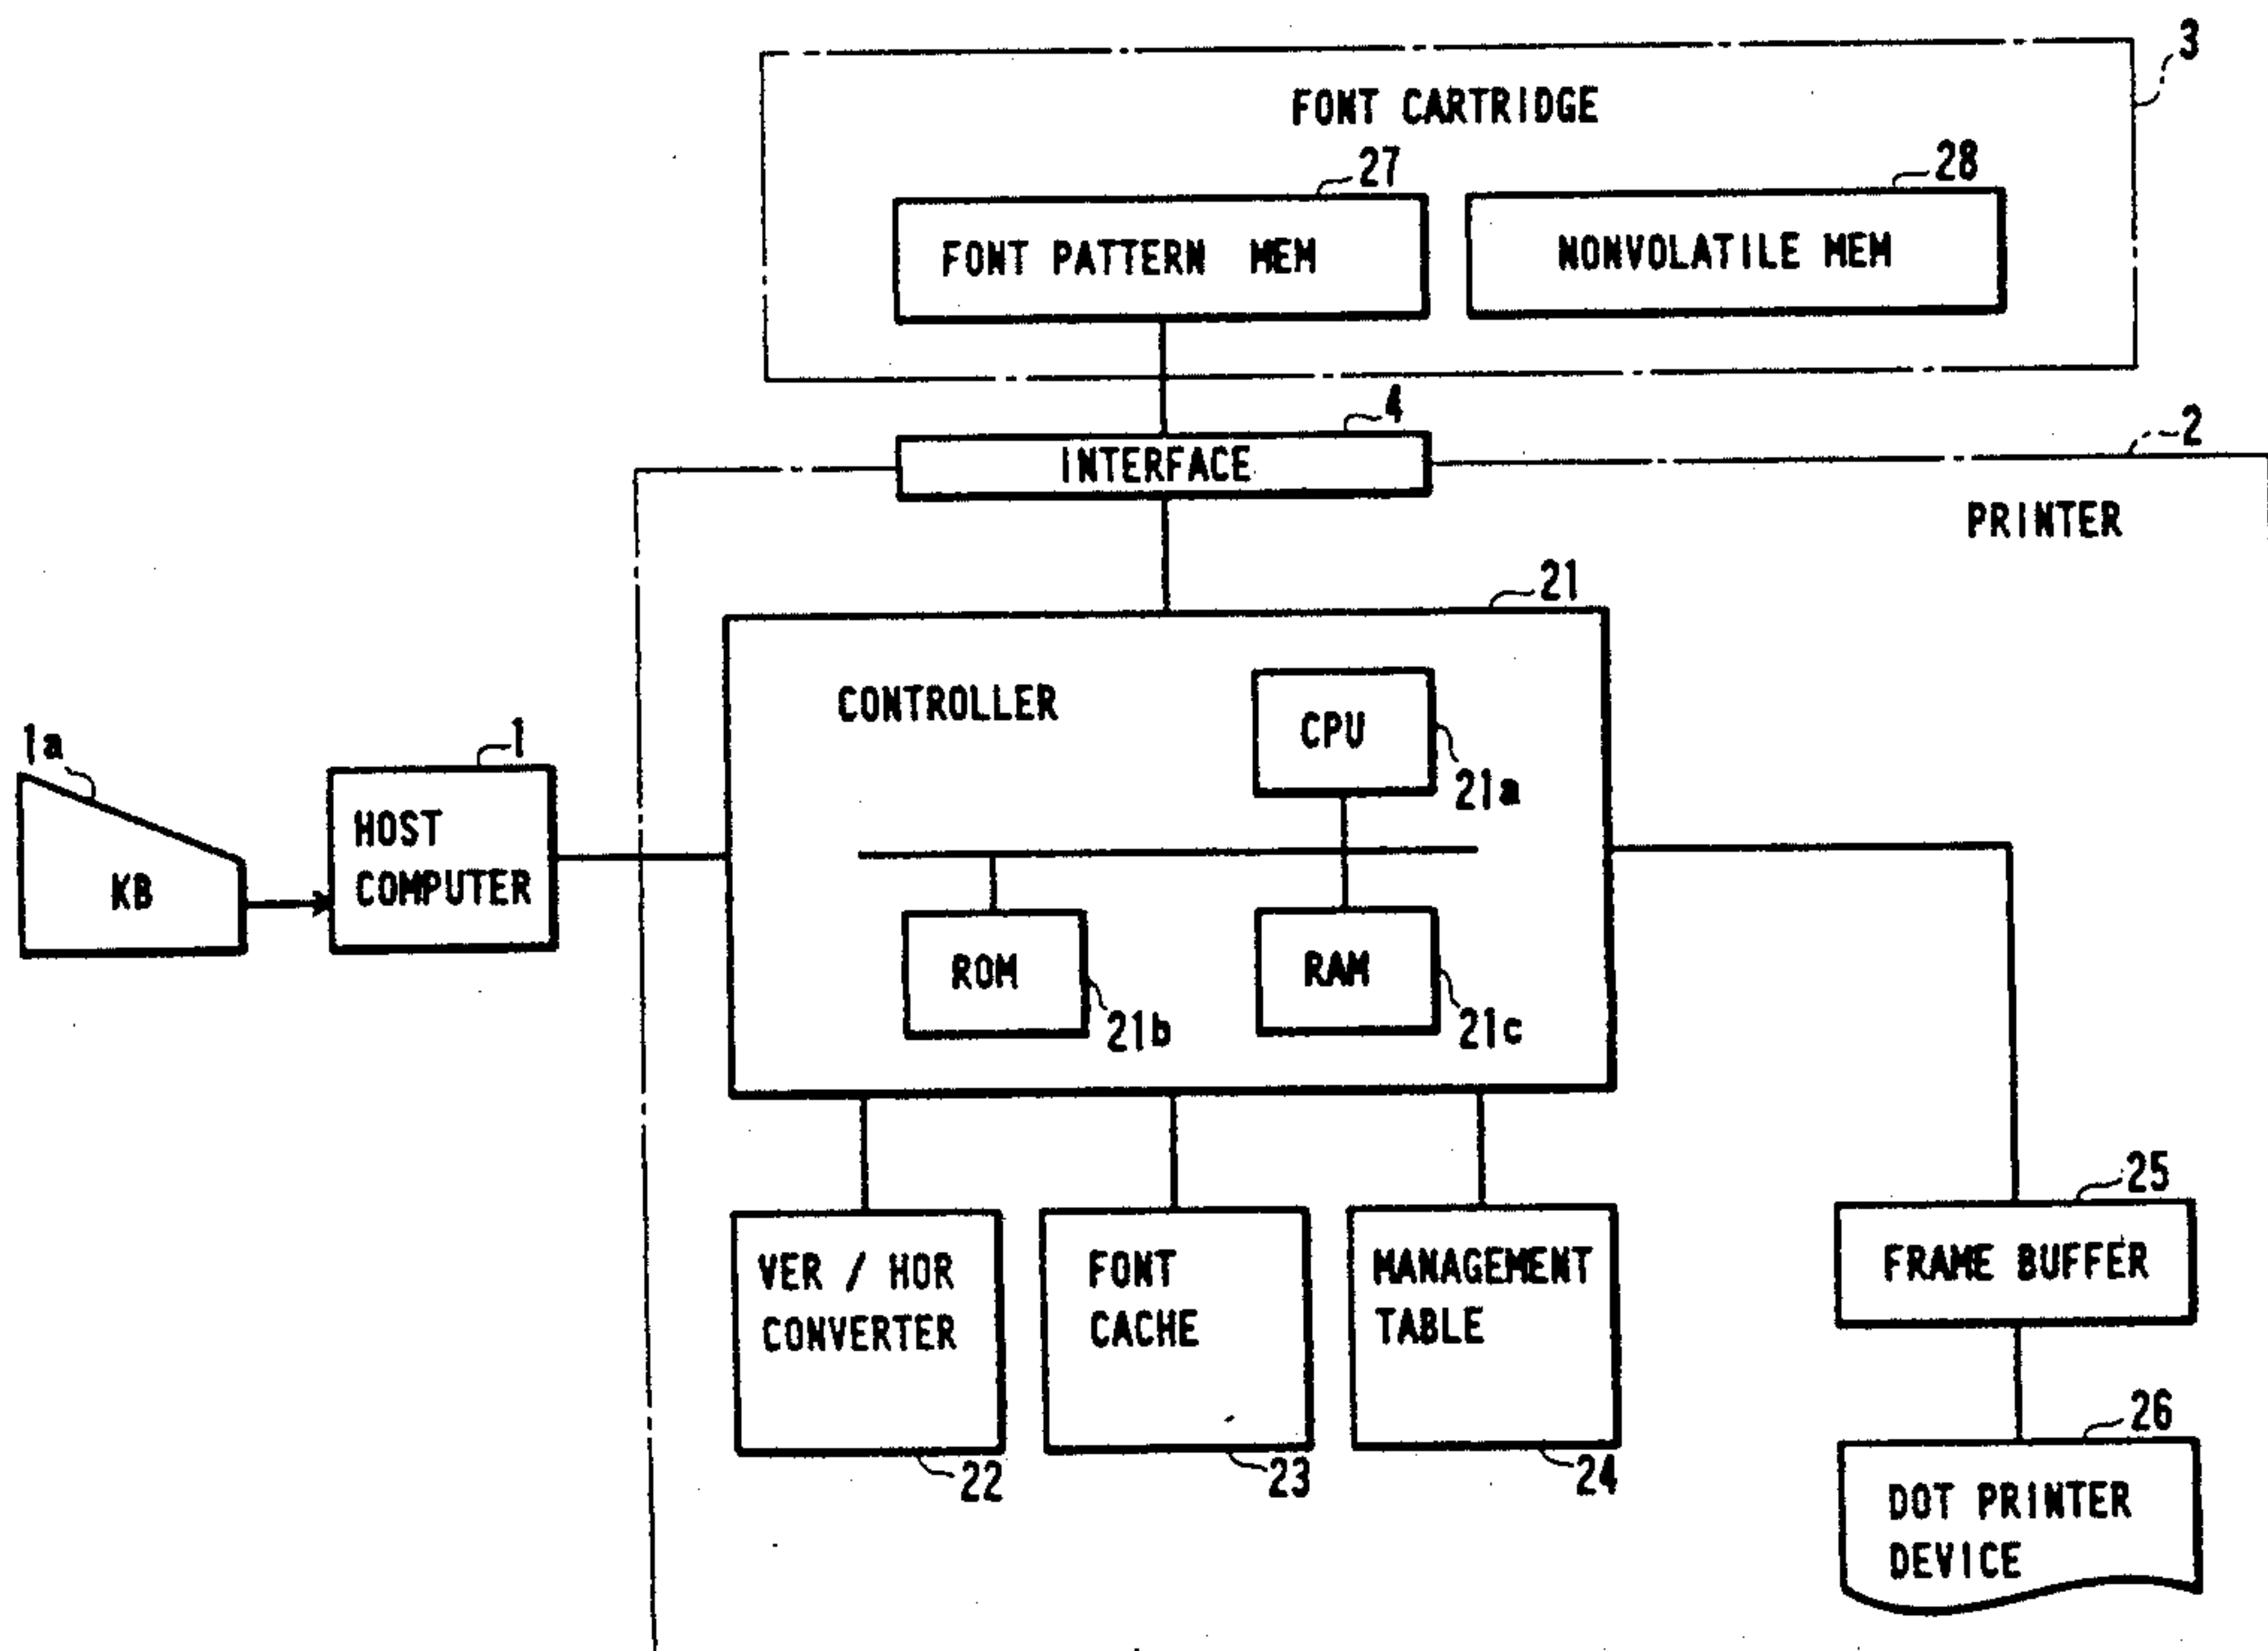 3
FONT CARTRIDGE
27
28
FONT PATTERN MEM
NONVOLATILE MEM
4
2
INTERFACE
PRINTER
21
CONTROLLER
CPU
21a
1a
1
HOST
COMPUTER
KB
ROM
RAM
21b
21c
25
VER / HOR
CONVERTER
FONT
CACHE
MANAGEMENT
TABLE
FRAME BUFFER
22
23
24
26
DOT PRINTER
DEVICE